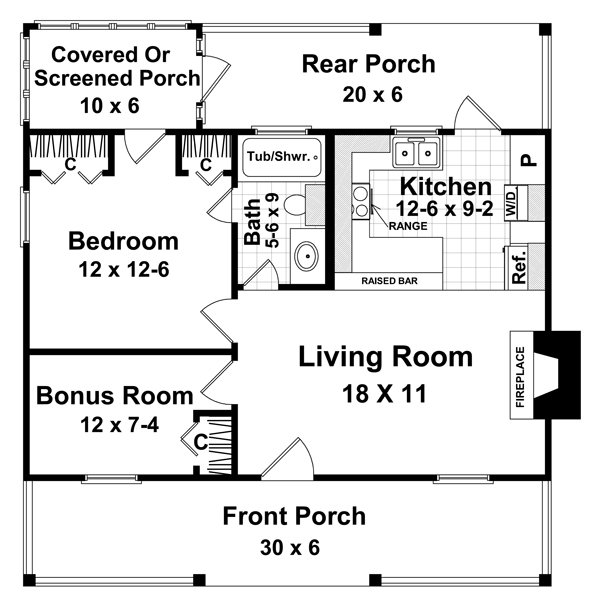 Covered Or
Screened Porch
10 x 6
Rear Porch
20 x 6
C
C
Tub/Shwr.
Bath
5-6 x 9
Kitchen
12-6 x 9-2
RANGE
P
W/D
Ref.
RAISED BAR
Bedroom
12 x 12-6
Living Room
18 X 11
FIREPLACE
Bonus Room
12 x 7-4
C
Front Porch
30 x 6